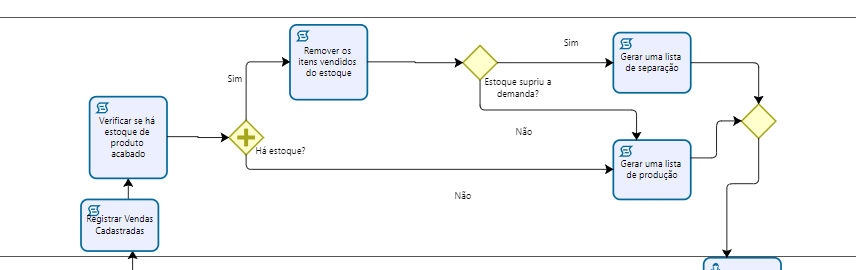 Sim
Remover os
itens vendidos
do estoque
Sim
Gerar uma lista
de separação
Estoque supriu a
demanda?
Verificar se há
estoque de
produto
acabado
Há estoque?
Não
Gerar uma lista
de produção
Não
Registrar Vendas
Cadastradas